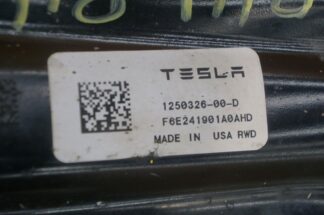 TESLA
1250326-00-D
F6E241901A0AHD
MADE IN USA RWD